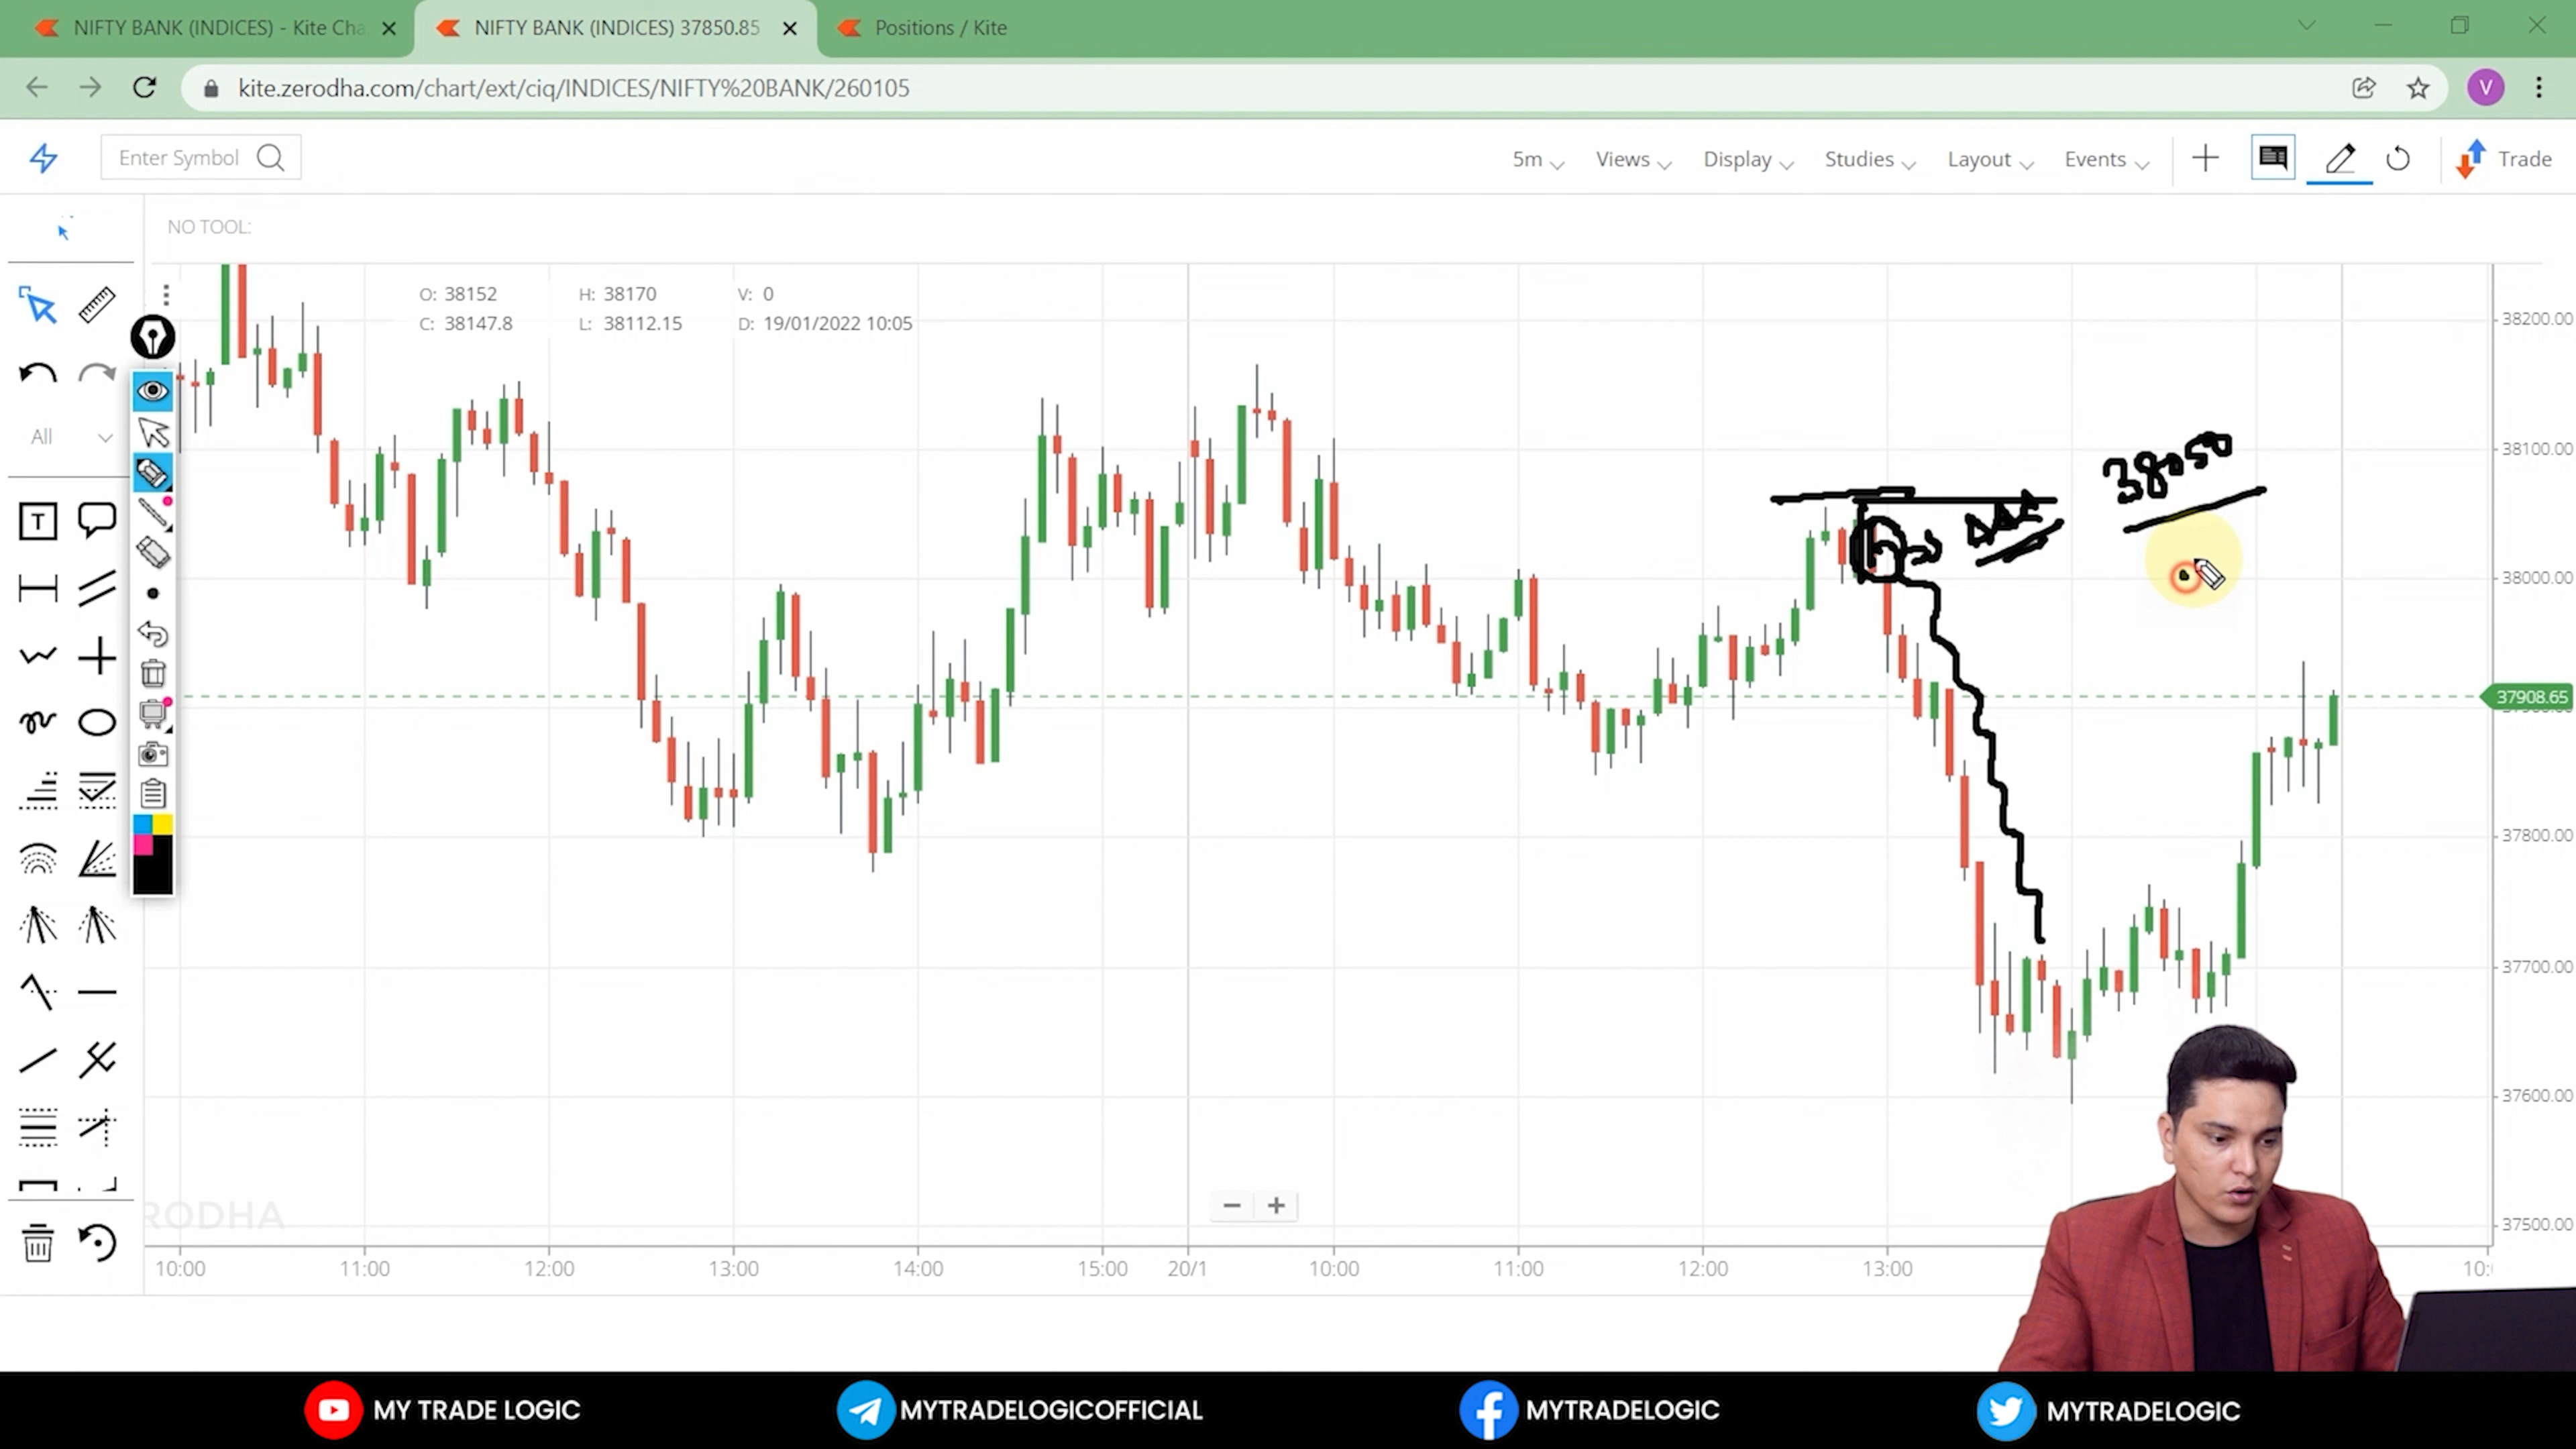 NIFTY BANK (INDICES) - Kite Cha
NIFTY BANK (INDICES) 37850.85
Positions / Kite
kite.zerodha.com/chart/ext/ciq/INDICES/NIFTY%20BANK/260105
V
Enter Symbol
5m
Views
Display
Studies
Layout
Events
Trade
NO TOOL:
O: 38152
H: 38170
V: 0
C: 38147.8
L: 38112.15
D: 19/01/2022 10:05
All
T
38200.00
38100.00
38050
38000.00
37908.65
37800.00
37700.00
37600.00
37500.00
RODHA
10:00
11:00
12:00
13:00
14:00
15:00
20/1
10:00
11:00
12:00
13:00
10:
MY TRADE LOGIC
MYTRADELOGICOFFICIAL
MYTRADELOGIC
MYTRADELOGIC